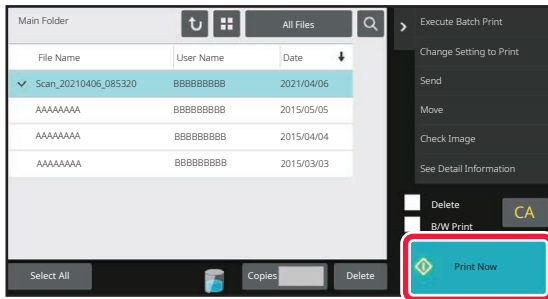 Main Folder
All Files
File Name User Name Date
Scan_20210406_085320 BBBBBBBBB 2021/04/06
AAAAAAAA BBBBBBBBB 2015/05/05
AAAAAAAA BBBBBBBBB 2015/04/04
AAAAAAAA BBBBBBBBB 2015/03/03
Select All
Copies
Delete
Execute Batch Print
Change Setting to Print
Send
Move
Check Image
See Detail Information
Delete
B/W Print
CA
Print Now